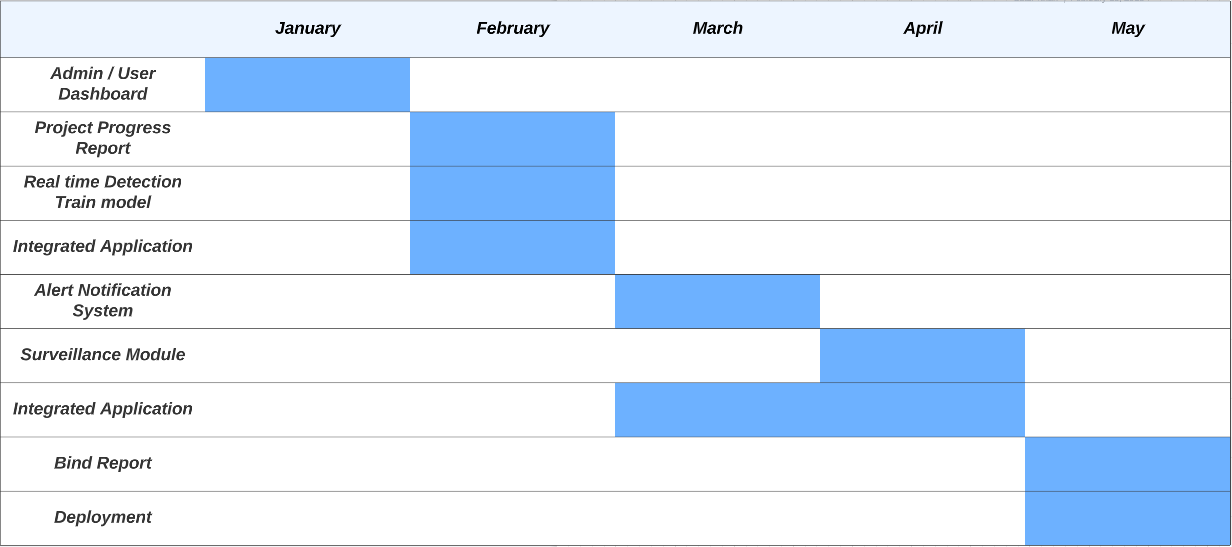 January February March April May
Admin / User
Dashboard
Project Progress
Report
Real time Detection
Train model
Integrated Application
Alert Notification
System
Surveillance Module
Integrated Application
Bind Report
Deployment